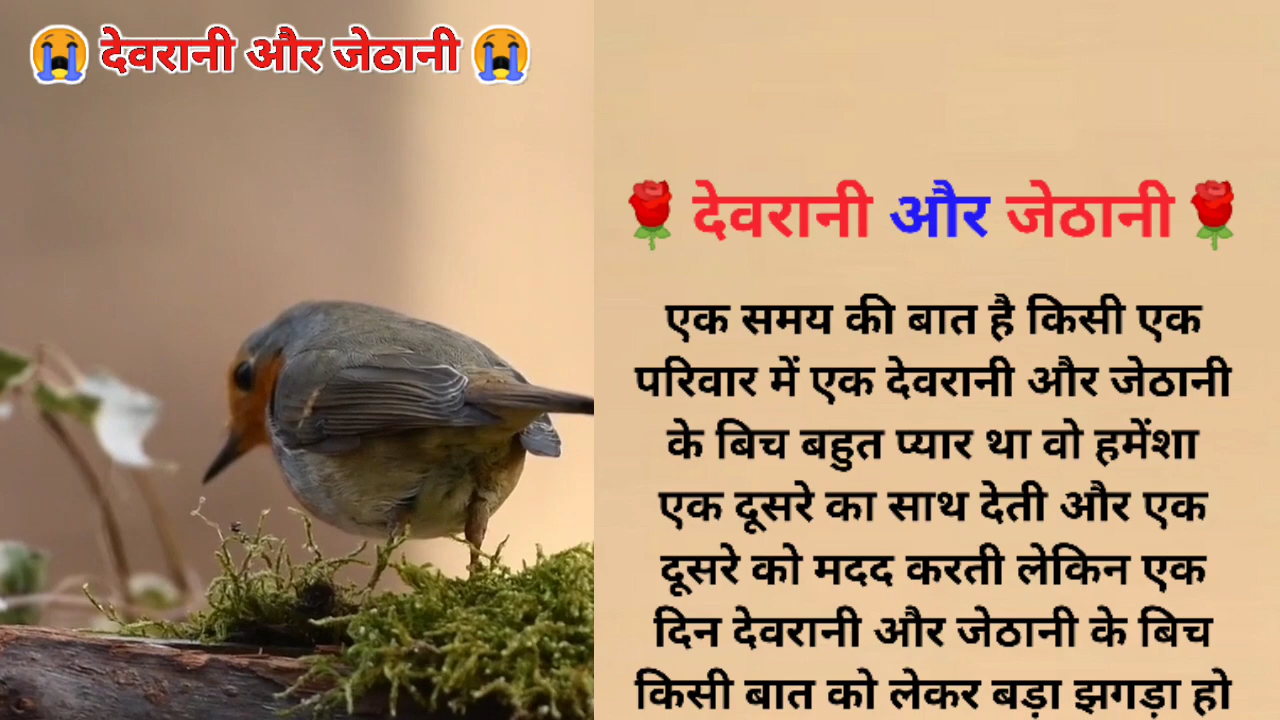 😭 देवरानी और जेठानी 😭
🌹 देवरानी और जेठानी 🌹
एक समय की बात है किसी एक
परिवार में एक देवरानी और जेठानी
के बिच बहुत प्यार था वो हमेंशा
एक दूसरे का साथ देती और एक
दूसरे को मदद करती लेकिन एक
दिन देवरानी और जेठानी के बिच
किसी बात को लेकर बड़ा झगड़ा हो